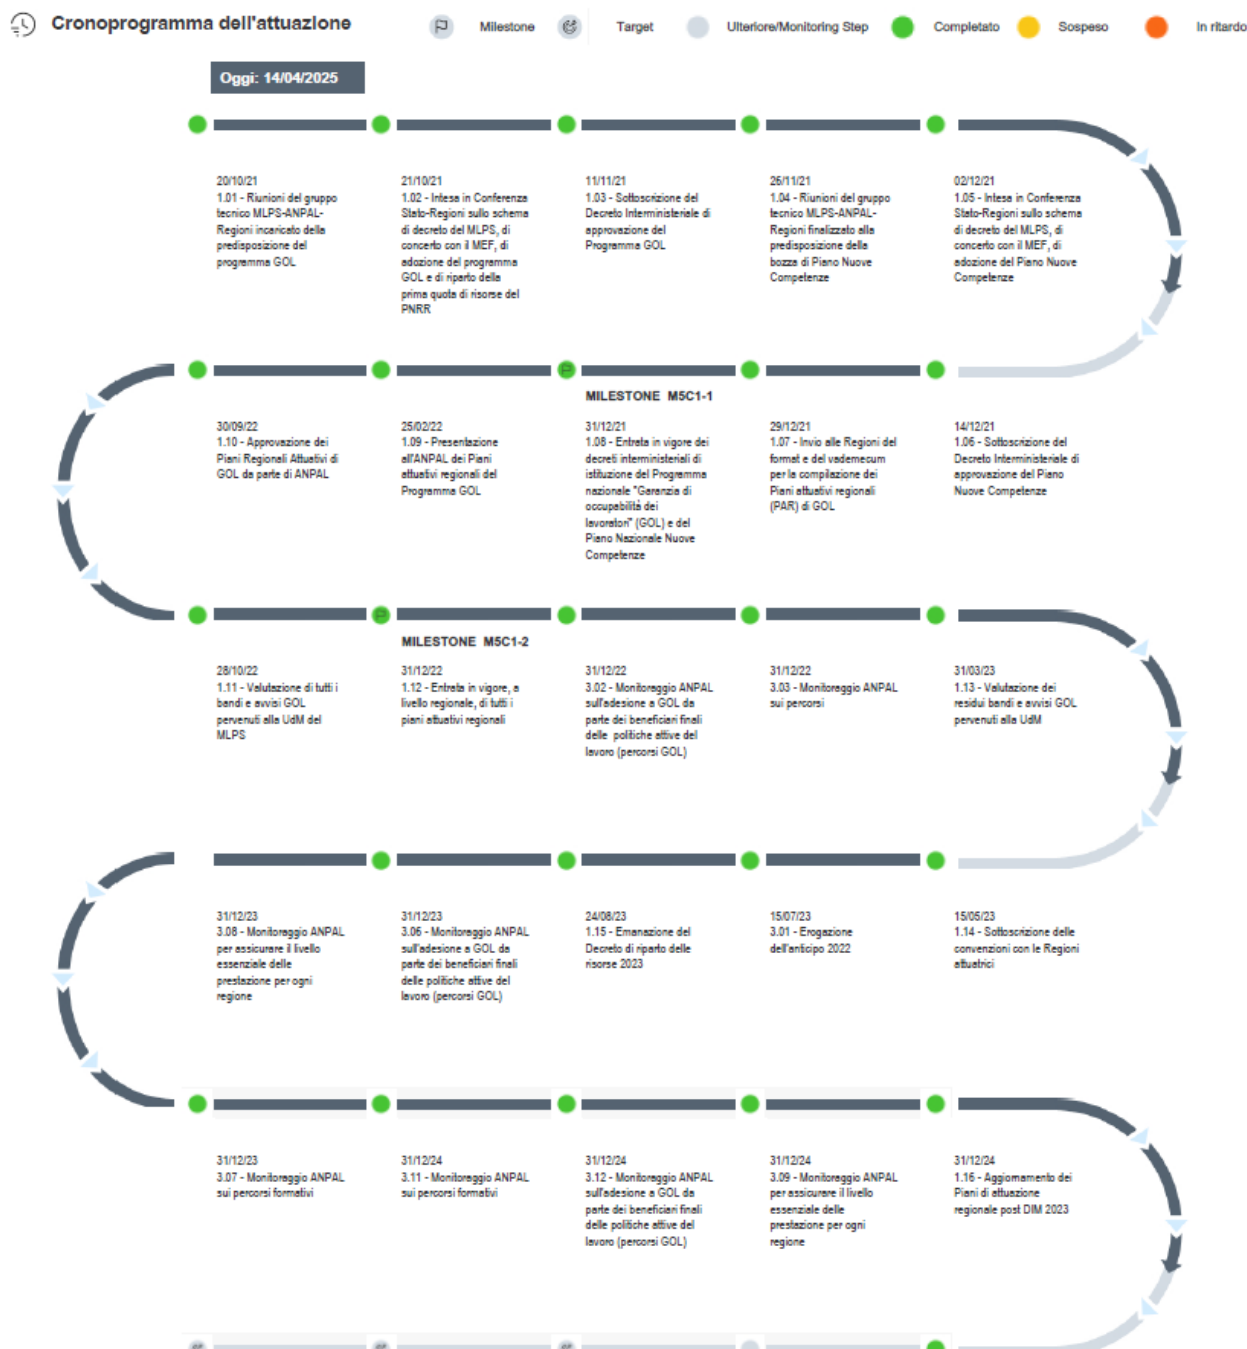 Cronoprogramma dell'attuazione
Milestone
Target
Ulteriore/Monitoring Step
Completato
Sospeso
In ritardo
Oggi: 14/04/2025
20/10/21
1.01 - Riunioni del gruppo
tecnico MLPS-ANPAL-
Regioni incaricato della
predisposizione del
programma GOL
21/10/21
1.02 - Intesa in Conferenza
Stato-Regioni sullo schema
di decreto del MLPS, di
concerto con il MEF, di
adozione del programma
GOL e di riparto della
prima quota di risorse del
PNRR
11/11/21
1.03 - Sottoscrizione del
Decreto Interministeriale di
approvazione del
Programma GOL
26/11/21
1.04 - Riunioni del gruppo
tecnico MLPS-ANPAL-
Regioni finalizzato alla
predisposizione della
bozza di Piano Nuove
Competenze
02/12/21
1.05 - Intesa in Conferenza
Stato-Regioni sullo schema
di decreto del MLPS, di
concerto con il MEF, di
adozione del Piano Nuove
Competenze
30/09/22
1.10 - Approvazione dei
Piani Regionali Attuativi di
GOL da parte di ANPAL
25/02/22
1.09 - Presentazione
all'ANPAL dei Piani
attuativi regionali del
Programma GOL
MILESTONE M5C1-1
31/12/21
1.08 - Entrata in vigore dei
decreti interministeriali di
istituzione del Programma
nazionale "Garanzia di
occupabilità dei
lavoratori" (GOL) e del
Piano Nazionale Nuove
Competenze
29/12/21
1.07 - Invio alle Regioni del
format e del vademecum
per la compilazione dei
Piani attuativi regionali
(PAR) di GOL
14/12/21
1.06 - Sottoscrizione del
Decreto Interministeriale di
approvazione del Piano
Nuove Competenze
28/10/22
1.11 - Valutazione di tutti i
bandi e avvisi GOL
pervenuti alla UdM del
MLPS
MILESTONE M5C1-2
31/12/22
1.12 - Entrata in vigore, a
livello regionale, di tutti i
piani attuativi regionali
31/12/22
3.02 - Monitoraggio ANPAL
sull'adesione a GOL da
parte dei beneficiari finali
delle politiche attive del
lavoro (percorsi GOL)
31/12/22
3.03 - Monitoraggio ANPAL
sui percorsi
31/03/23
1.13 - Valutazione dei
residui bandi e avvisi GOL
pervenuti alla UdM
31/12/23
3.08 - Monitoraggio ANPAL
per assicurare il livello
essenziale delle
prestazione per ogni
regione
31/12/23
3.06 - Monitoraggio ANPAL
sull'adesione a GOL da
parte dei beneficiari finali
delle politiche attive del
lavoro (percorsi GOL)
24/08/23
1.15 - Emanazione del
Decreto di riparto delle
risorse 2023
15/07/23
3.01 - Erogazione
dell'anticipo 2022
15/05/23
1.14 - Sottoscrizione delle
convenzioni con le Regioni
attuatrici
31/12/23
3.07 - Monitoraggio ANPAL
sui percorsi formativi
31/12/24
3.11 - Monitoraggio ANPAL
sui percorsi formativi
31/12/24
3.12 - Monitoraggio ANPAL
sull'adesione a GOL da
parte dei beneficiari finali
delle politiche attive del
lavoro (percorsi GOL)
31/12/24
3.09 - Monitoraggio ANPAL
per assicurare il livello
essenziale delle
prestazione per ogni
regione
31/12/24
1.16 - Aggiornamento dei
Piani di attuazione
regionale post DIM 2023